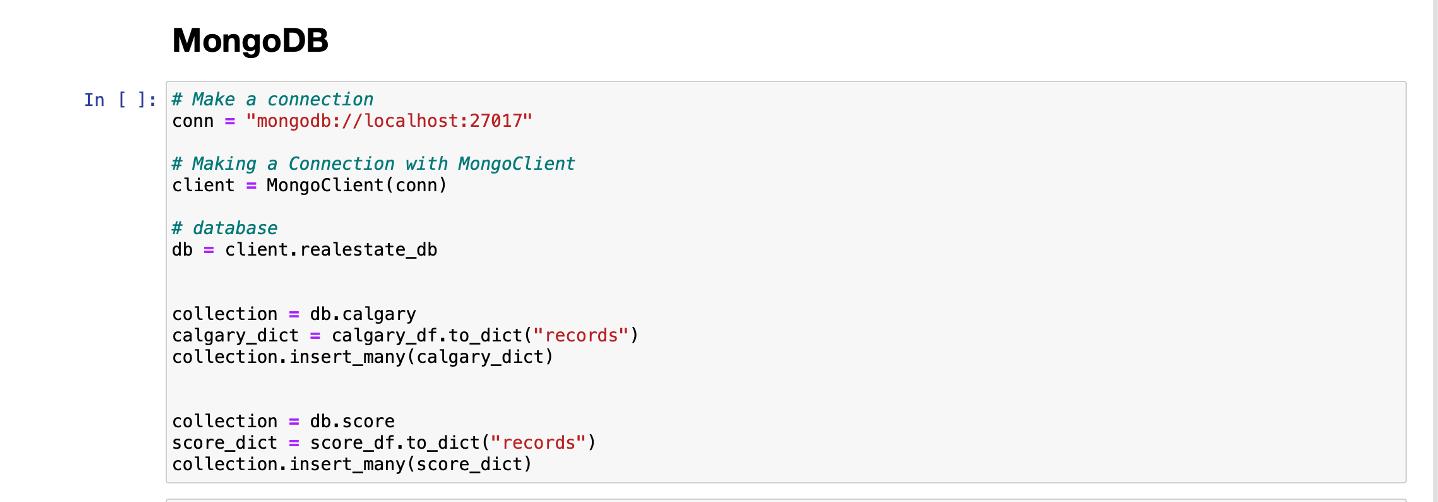 MongoDB
In [ ]:
# Make a connection
conn = "mongodb://localhost:27017"
# Making a Connection with MongoClient
client = MongoClient(conn)
# database
db = client.realestate_db
collection = db.calgary
calgary_dict = calgary_df.to_dict("records")
collection.insert_many(calgary_dict)
collection = db.score
score_dict = score_df.to_dict("records")
collection.insert_many(score_dict)